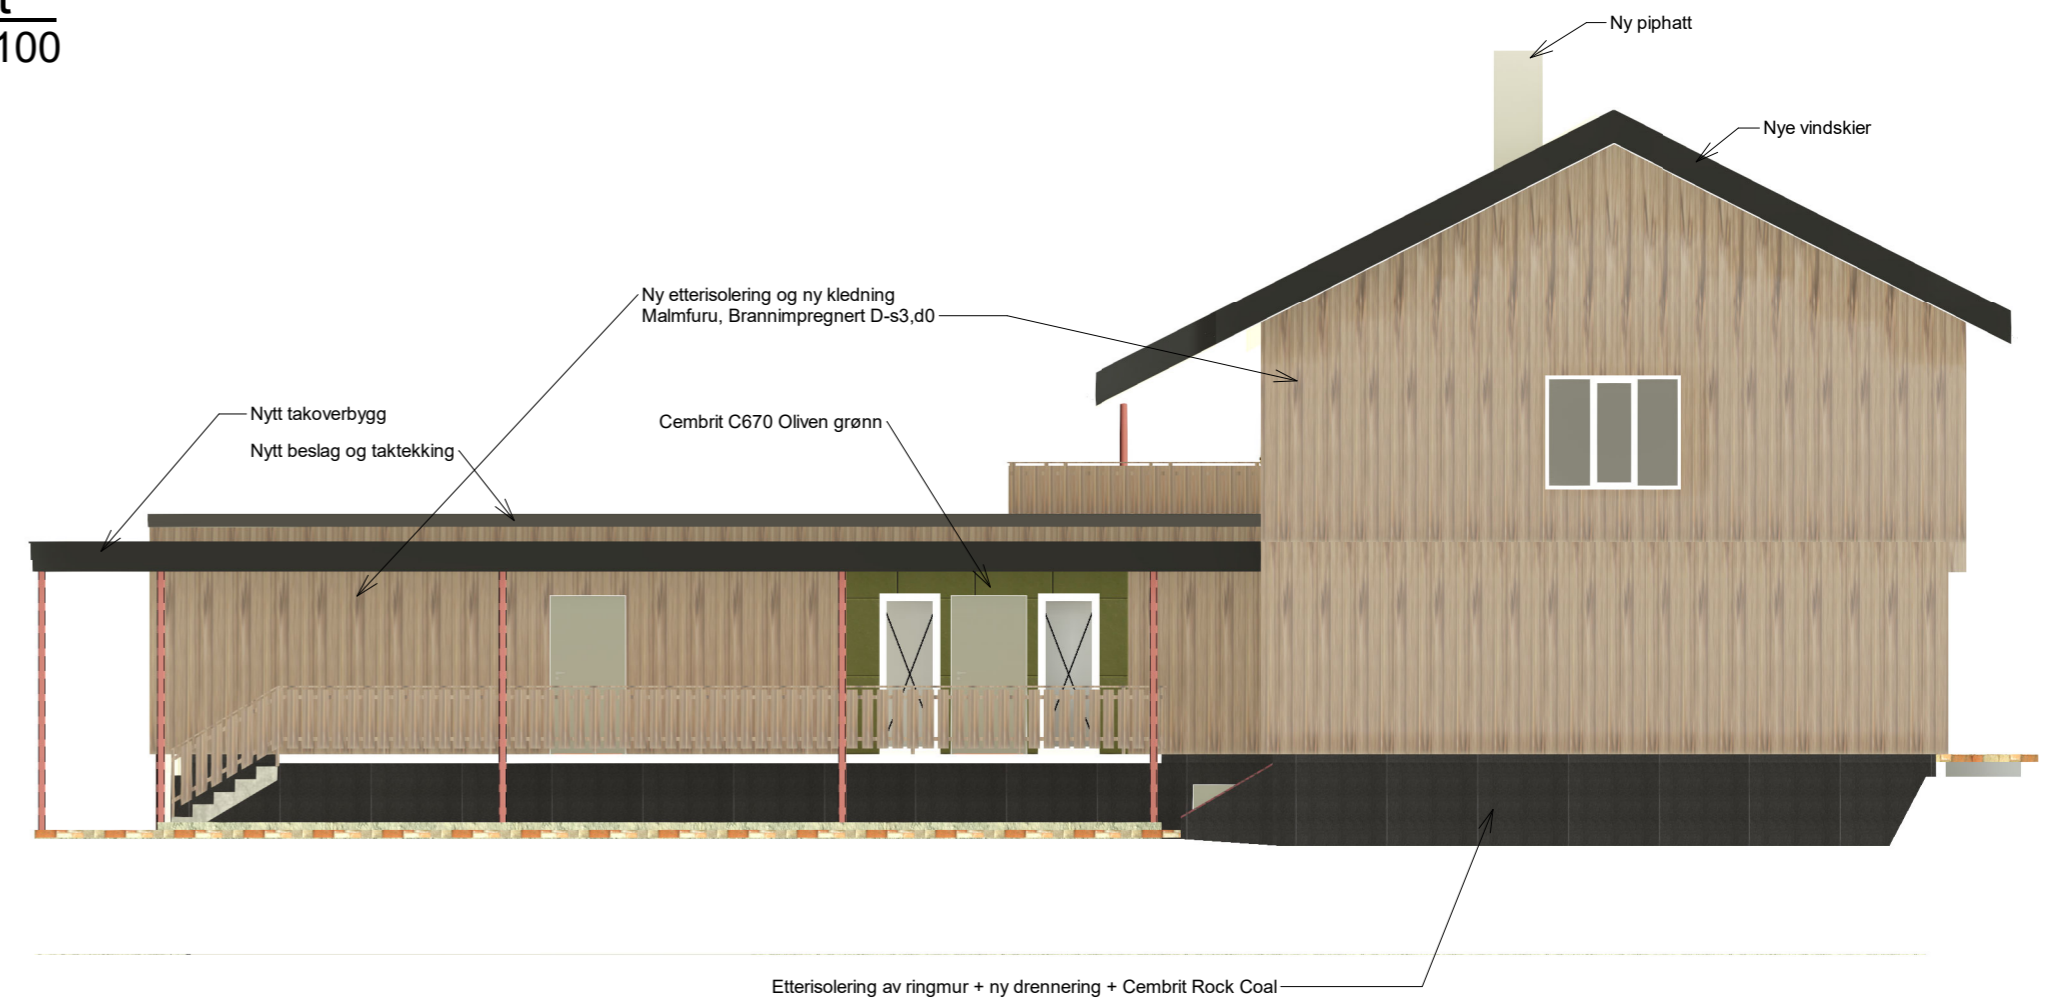 100
Ny piphatt
Nye vindskier
Ny etterisolering og ny kledning
Malmfuru, Brannimpregnert D-s3,d0
Nytt takoverbygg
Cembrit C670 Oliven grønn
Nytt beslag og taktekking
Etterisolering av ringmur + ny drennering + Cembrit Rock Coal